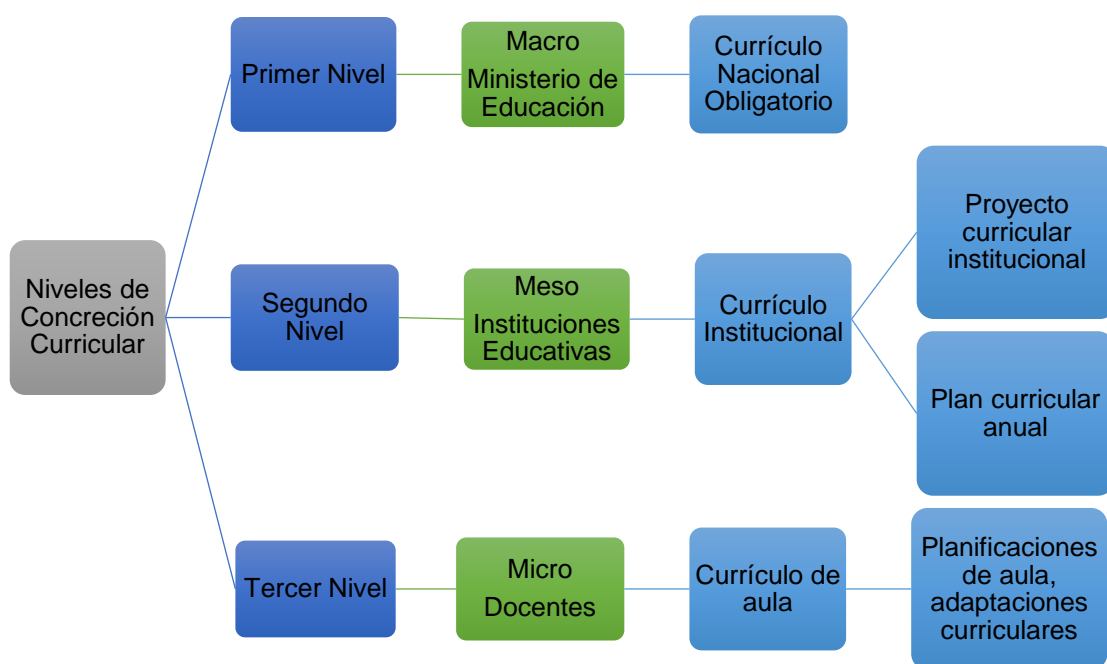 Primer Nivel
Macro
Ministerio de
Educación
Currículo
Nacional
Obligatorio
Niveles de
Concreción
Curricular
Segundo
Nivel
Meso
Instituciones
Educativas
Currículo
Institucional
Proyecto
curricular
institucional
Plan curricular
anual
Tercer Nivel
Micro
Docentes
Currículo de
aula
Planificaciones
de aula,
adaptaciones
curriculares